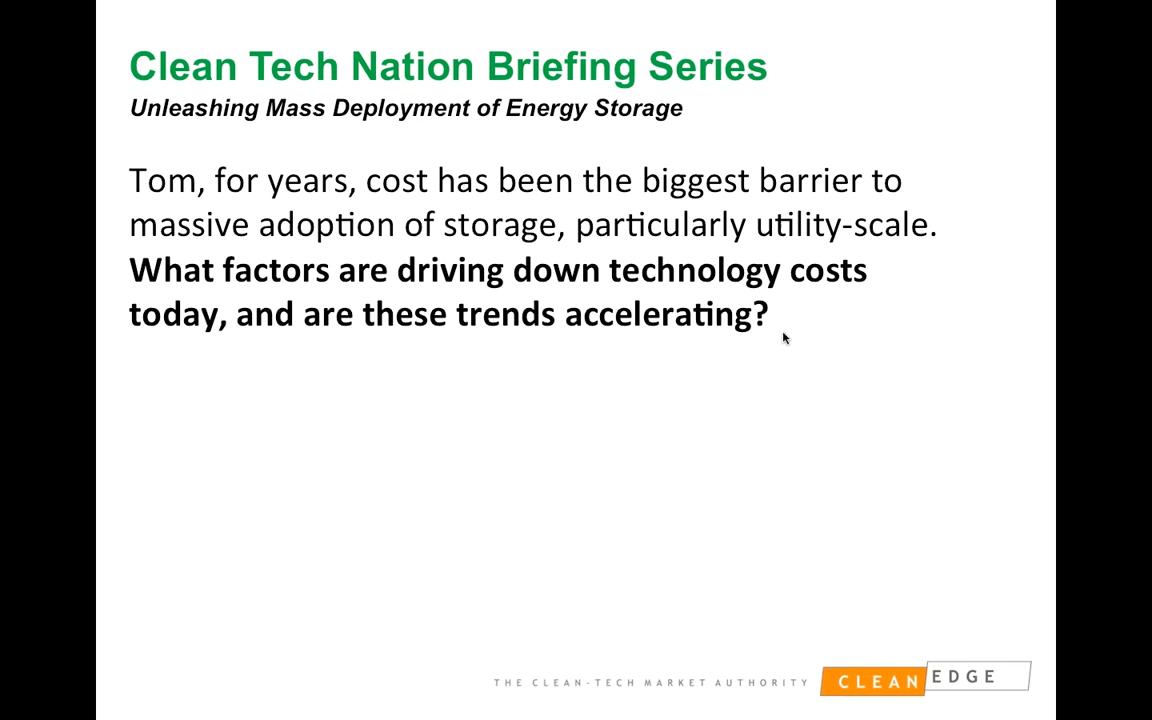 Clean Tech Nation Briefing Series
Unleashing Mass Deployment of Energy Storage
Tom, for years, cost has been the biggest barrier to
massive adoption of storage, particularly utility-scale.
What factors are driving down technology costs
today, and are these trends accelerating?
THE CLEAN-TECH MARKET AUTHORITY CLEAN EDGE